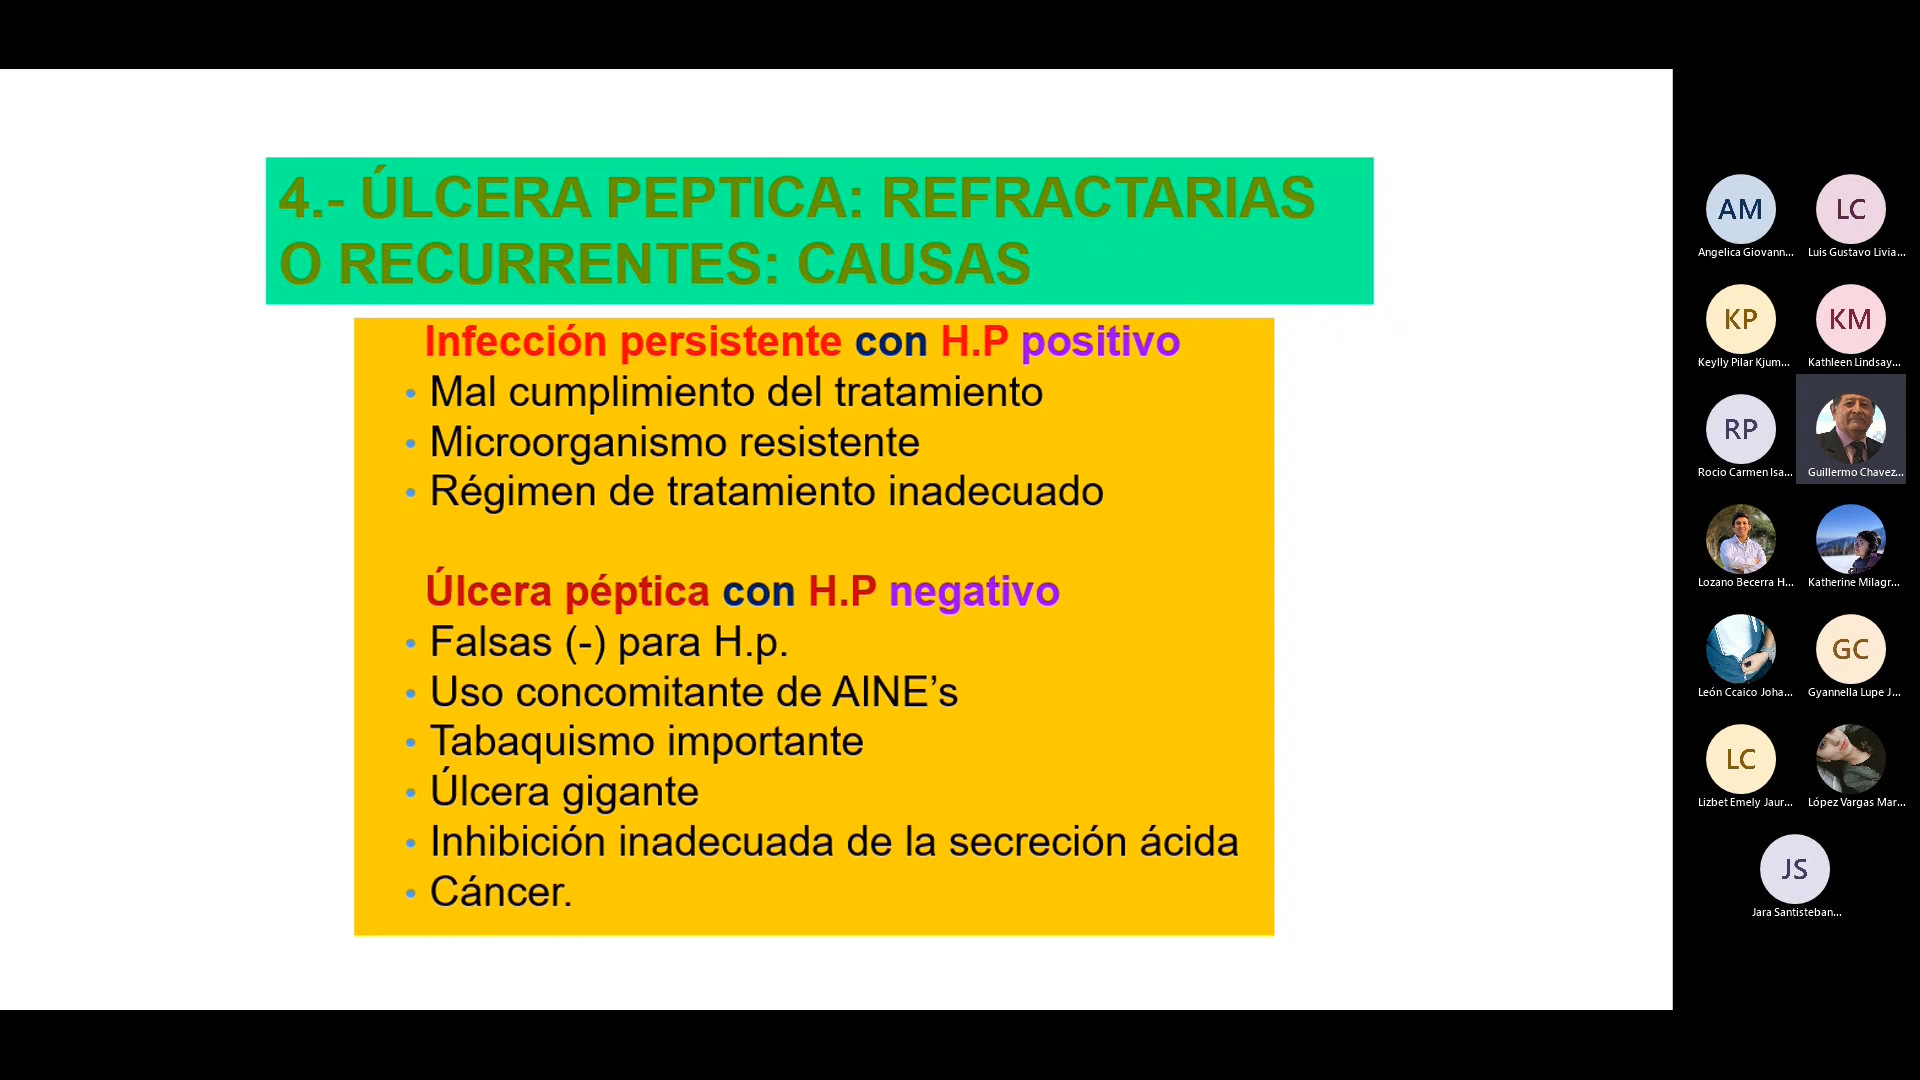 4.- ÚLCERA PEPTICA: REFRACTARIAS
O RECURRENTES: CAUSAS
Infección persistente con H.P positivo
• Mal cumplimiento del tratamiento
• Microorganismo resistente
• Régimen de tratamiento inadecuado
Úlcera péptica con H.P negativo
• Falsas (-) para H.p.
• Uso concomitante de AINE’s
• Tabaquismo importante
• Úlcera gigante
• Inhibición inadecuada de la secreción ácida
• Cáncer.
AM
Angelica Giovann...
LC
Luis Gustavo Livia...
KP
Keylly Pilar Kjum...
KM
Kathleen Lindsay...
RP
Rocio Carmen Isa...
Guillermo Chavez...
Lozano Becerra H...
Katherine Milagr...
León Ccaico Joha...
GC
Gyannella Lupe J...
LC
Lizbet Emely Jaur...
López Vargas Mar...
JS
Jara Santisteban...